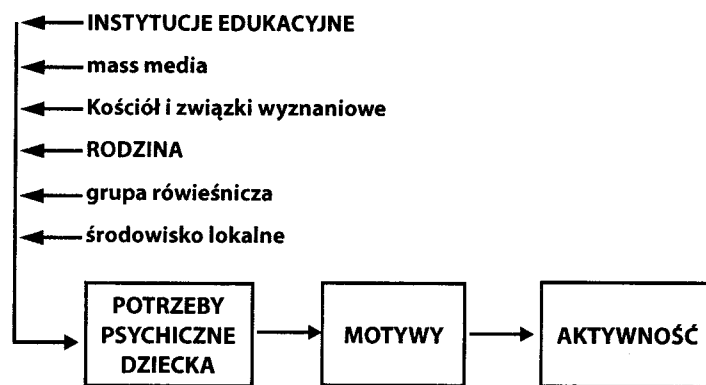 INSTYTUCJE EDUKACYJNE
mass media
Kościół i związki wyznaniowe
RODZINA
grupa rówieśnicza
środowisko lokalne
POTRZEBY
PSYCHICZNE
DZIECKA
MOTYWY
AKTYWNOŚĆ